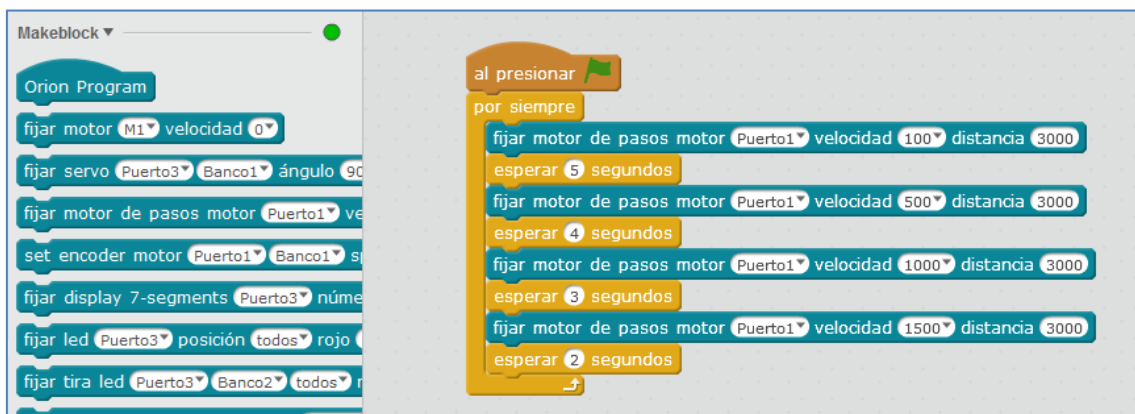 Makeblock
Orion Program
fijar motor M1 velocidad 0
fijar servo Puerto3 Banco1 ángulo 90
fijar motor de pasos motor Puerto1 ve
set encoder motor Puerto1 Banco1 s
fijar display 7-segments Puerto3 núme
fijar led Puerto3 posición todos rojo
fijar tira led Puerto3 Banco2 todos r
al presionar
por siempre
fijar motor de pasos motor Puerto1 velocidad 100 distancia 3000
esperar 5 segundos
fijar motor de pasos motor Puerto1 velocidad 500 distancia 3000
esperar 4 segundos
fijar motor de pasos motor Puerto1 velocidad 1000 distancia 3000
esperar 3 segundos
fijar motor de pasos motor Puerto1 velocidad 1500 distancia 3000
esperar 2 segundos